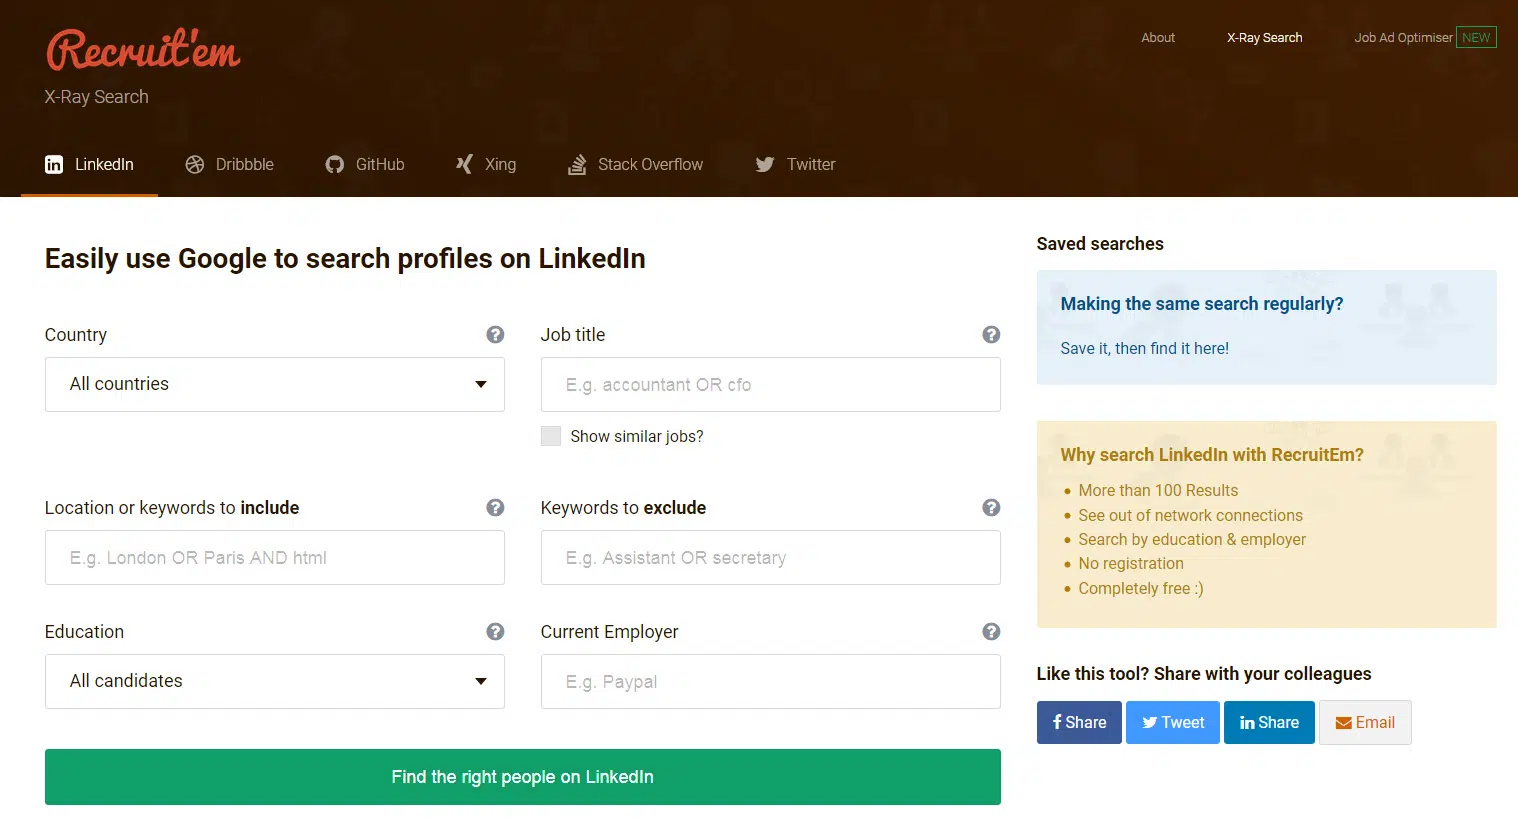 Recruit'em
X-Ray Search
About
X-Ray Search
Job Ad Optimiser NEW
LinkedIn
Dribbble
GitHub
Xing
Stack Overflow
Twitter
Easily use Google to search profiles on LinkedIn
Country
?
All countries
Job title
?
E.g. accountant OR cfo
Show similar jobs?
Location or keywords to include
?
E.g. London OR Paris AND html
Keywords to exclude
?
E.g. Assistant OR secretary
Education
?
All candidates
Current Employer
?
E.g. Paypal
Find the right people on LinkedIn
Saved searches
Making the same search regularly?
Save it, then find it here!
Why search LinkedIn with RecruitEm?
• More than 100 Results
• See out of network connections
• Search by education & employer
• No registration
• Completely free :)
Like this tool? Share with your colleagues
Share
Tweet
Share
Email